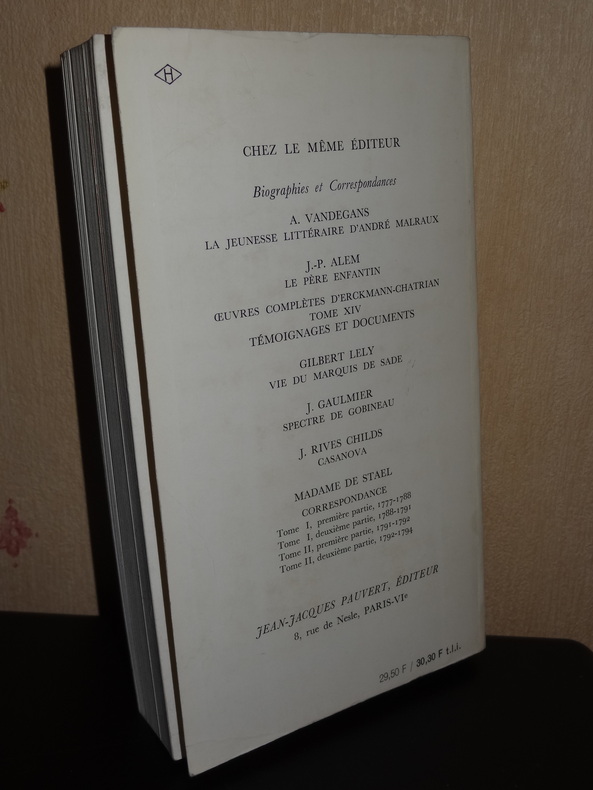 H
CHEZ LE MÊME ÉDITEUR
Biographies et Correspondances
A. VANDEGANS
LA JEUNESSE LITTÉRAIRE D'ANDRÉ MALRAUX
J.-P. ALEM
LE PÈRE ENFANTIN
ŒUVRES COMPLÈTES D'ERCKMANN-CHATRIAN
TOME XIV
TÉMOIGNAGES ET DOCUMENTS
GILBERT LELY
VIE DU MARQUIS DE SADE
J. GAULMIER
SPECTRE DE GOBINEAU
J. RIVES CHILDS
CASANOVA
MADAME DE STAEL
CORRESPONDANCE
Tome I, première partie, 1777-1788
Tome I, deuxième partie, 1788-1791
Tome II, première partie, 1791-1792
Tome II, deuxième partie, 1792-1794
JEAN-JACQUES PAUVERT, ÉDITEUR
8, rue de Nesle, PARIS-VIe
29,50 F / 30,30 F t.l.i.